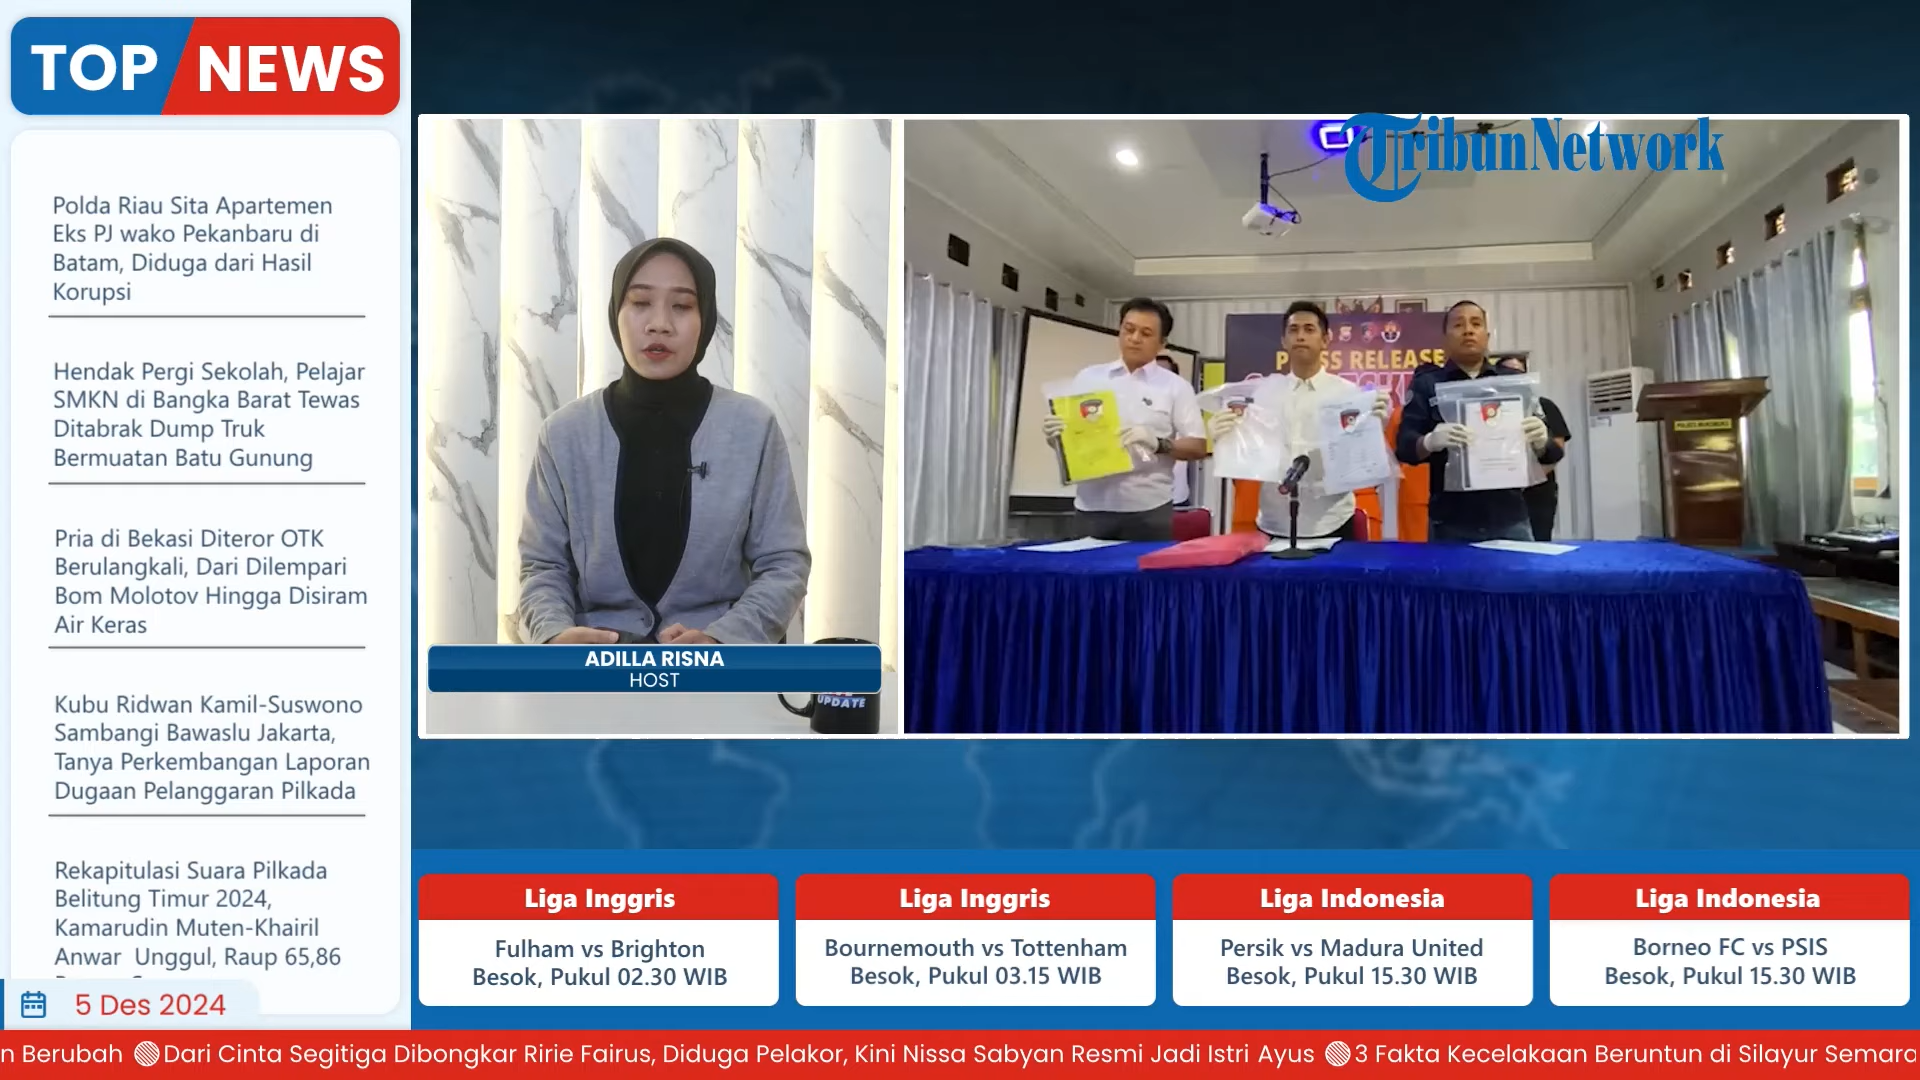 TOP NEWS
Polda Riau Sita Apartemen
Eks PJ wako Pekanbaru di
Batam, Diduga dari Hasil
Korupsi
Hendak Pergi Sekolah, Pelajar
SMKN di Bangka Barat Tewas
Ditabrak Dump Truk
Bermuatan Batu Gunung
Pria di Bekasi Diteror OTK
Berulangkali, Dari Dilempari
Bom Molotov Hingga Disiram
Air Keras
Kubu Ridwan Kamil-Suswono
Sambangi Bawaslu Jakarta,
Tanya Perkembangan Laporan
Dugaan Pelanggaran Pilkada
Rekapitulasi Suara Pilkada
Belitung Timur 2024,
Kamarudin Muten-Khairil
Anwar  Unggul, Raup 65,86
5 Des 2024
TribunNetwork
PRESS RELEASE
POLRES MUKOMUKO
ADILLA RISNA
HOST
UPDATE
Liga Inggris
Fulham vs Brighton
Besok, Pukul 02.30 WIB
Liga Inggris
Bournemouth vs Tottenham
Besok, Pukul 03.15 WIB
Liga Indonesia
Persik vs Madura United
Besok, Pukul 15.30 WIB
Liga Indonesia
Borneo FC vs PSIS
Besok, Pukul 15.30 WIB
n Berubah Dari Cinta Segitiga Dibongkar Ririe Fairus, Diduga Pelakor, Kini Nissa Sabyan Resmi Jadi Istri Ayus 3 Fakta Kecelakaan Beruntun di Silayur Semara